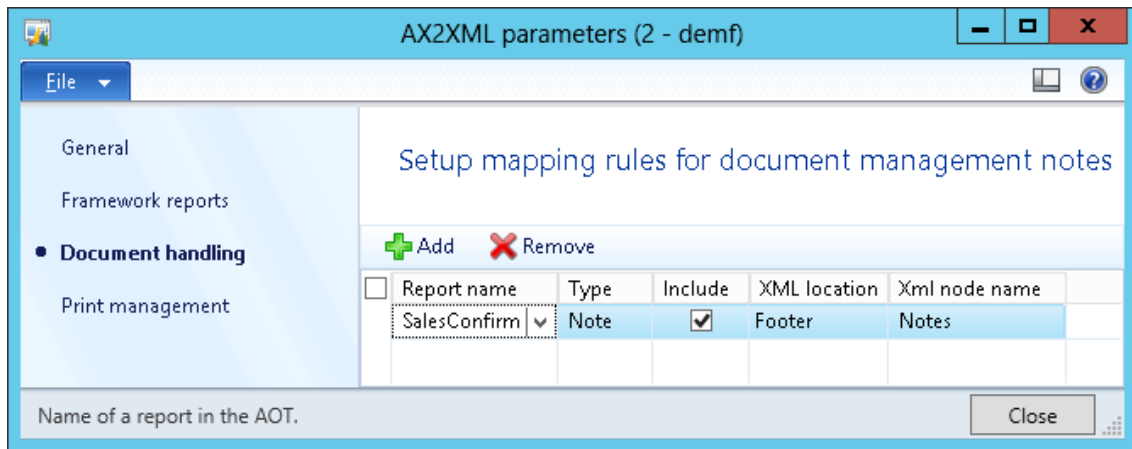 AX2XML parameters (2 - demf)
File
General
Framework reports
Document handling
Print management
Setup mapping rules for document management notes
Add Remove
Report name Type Include XML location Xml node name
SalesConfirm Note Footer Notes
Name of a report in the AOT.
Close